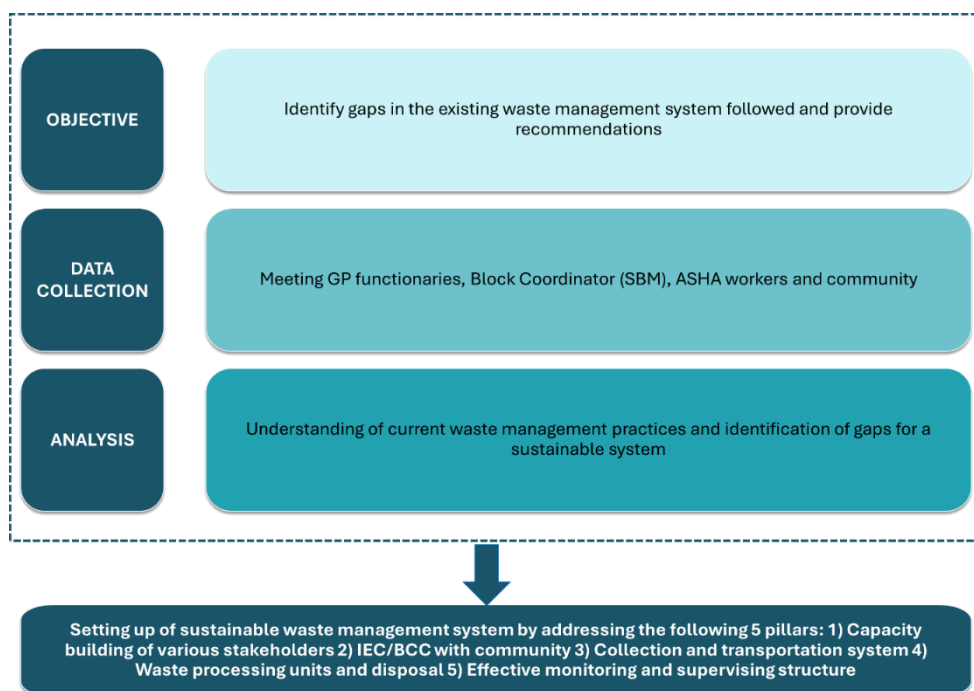 OBJECTIVE
Identify gaps in the existing waste management system followed and provide
recommendations
DATA
COLLECTION
Meeting GP functionaries, Block Coordinator (SBM), ASHA workers and community
ANALYSIS
Understanding of current waste management practices and identification of gaps for a
sustainable system
Setting up of sustainable waste management system by addressing the following 5 pillars: 1) Capacity
building of various stakeholders 2) IEC/BCC with community 3) Collection and transportation system 4)
Waste processing units and disposal 5) Effective monitoring and supervising structure